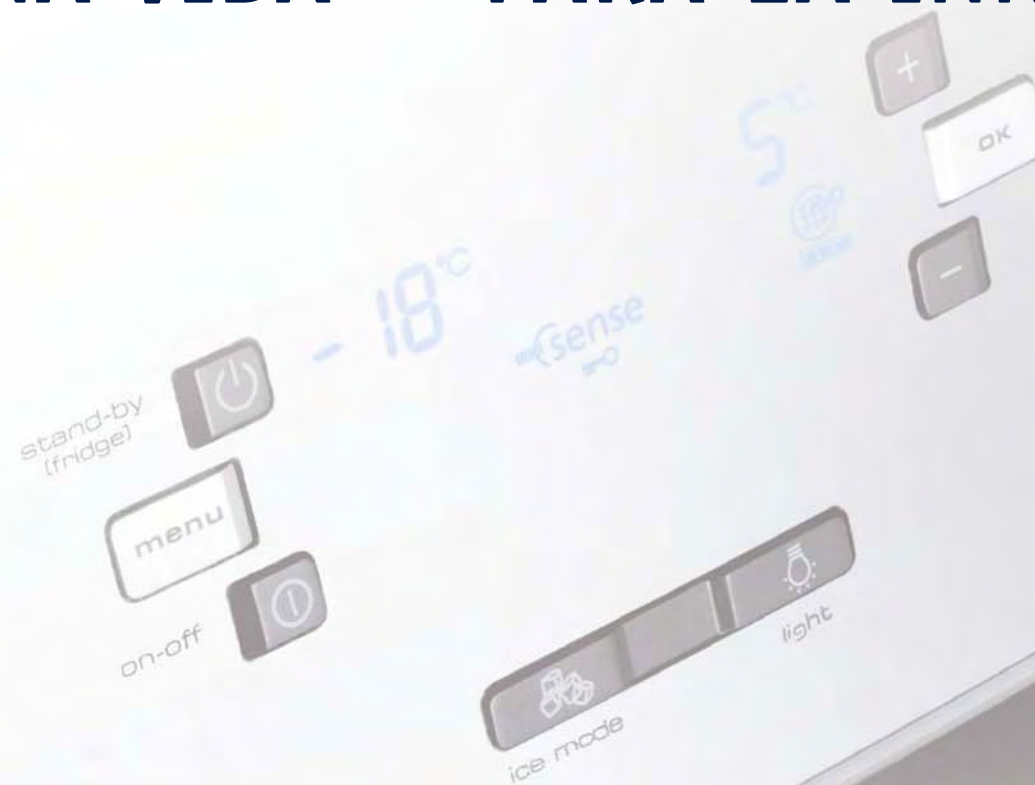 +
5°C
OK
- 18 °C
sense
-
stand-by
(fridge)
menu
on-off
light
ice mode